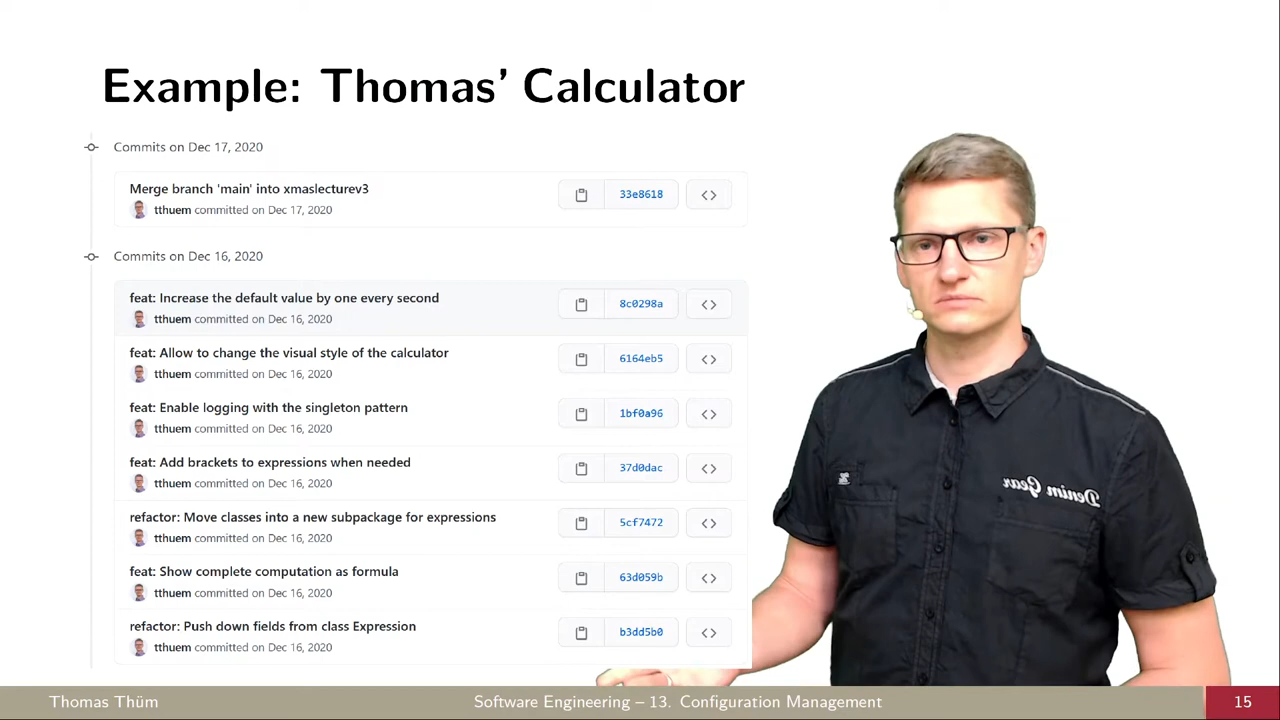 Example: Thomas' Calculator
Commits on Dec 17, 2020
Merge branch 'main' into xmaslecturev3
tthuem committed on Dec 17, 2020
33e8618
Commits on Dec 16, 2020
feat: Increase the default value by one every second
tthuem committed on Dec 16, 2020
8c0298a
feat: Allow to change the visual style of the calculator
tthuem committed on Dec 16, 2020
6164eb5
feat: Enable logging with the singleton pattern
tthuem committed on Dec 16, 2020
1bf0a96
feat: Add brackets to expressions when needed
tthuem committed on Dec 16, 2020
37d0dac
refactor: Move classes into a new subpackage for expressions
tthuem committed on Dec 16, 2020
5cf7472
feat: Show complete computation as formula
tthuem committed on Dec 16, 2020
63d059b
refactor: Push down fields from class Expression
tthuem committed on Dec 16, 2020
b3dd5b0
Denim Gear
Thomas Thüm
Software Engineering – 13. Configuration Management
15